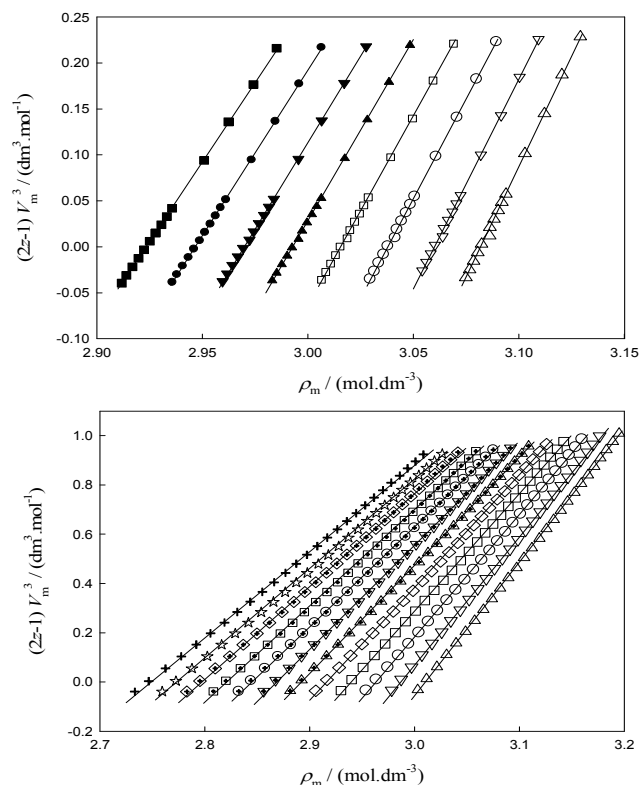 0.25
0.20
0.15
0.10
0.05
0.00
-0.05
-0.10
(2z-1) V_m^3 / (dm^3.mol^-1)
2.90 2.95 3.00 3.05 3.10 3.15
ρ_m / (mol.dm^-3)
1.0
0.8
0.6
0.4
0.2
0.0
-0.2
(2z-1) V_m^3 / (dm^3.mol^-1)
2.7 2.8 2.9 3.0 3.1 3.2
ρ_m / (mol.dm^-3)